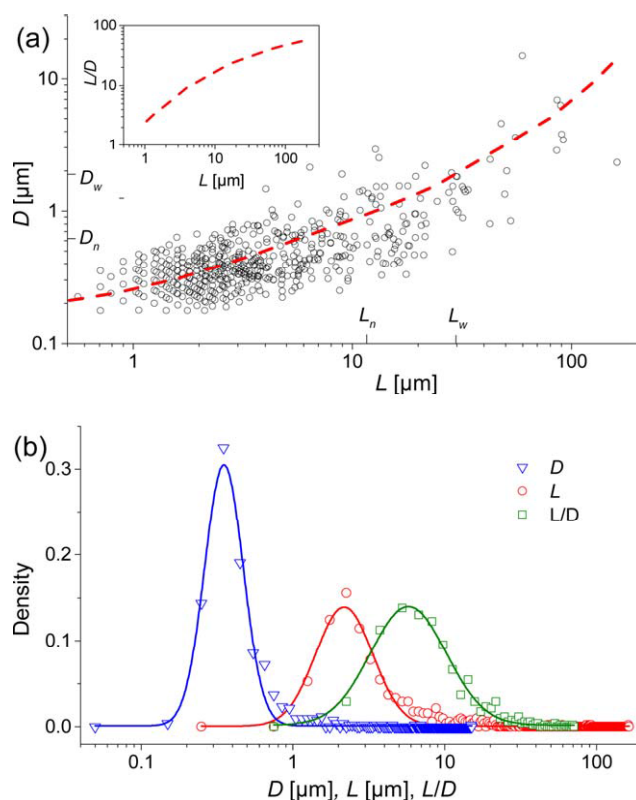 (a)
100
10
1
L/D
1
10
100
L [μm]
10
1
0.1
D_w
D_n
D [μm]
L_n
L_w
1
10
100
L [μm]
(b)
D
L
L/D
0.3
0.2
0.1
0.0
Density
0.1
1
10
100
D [μm], L [μm], L/D